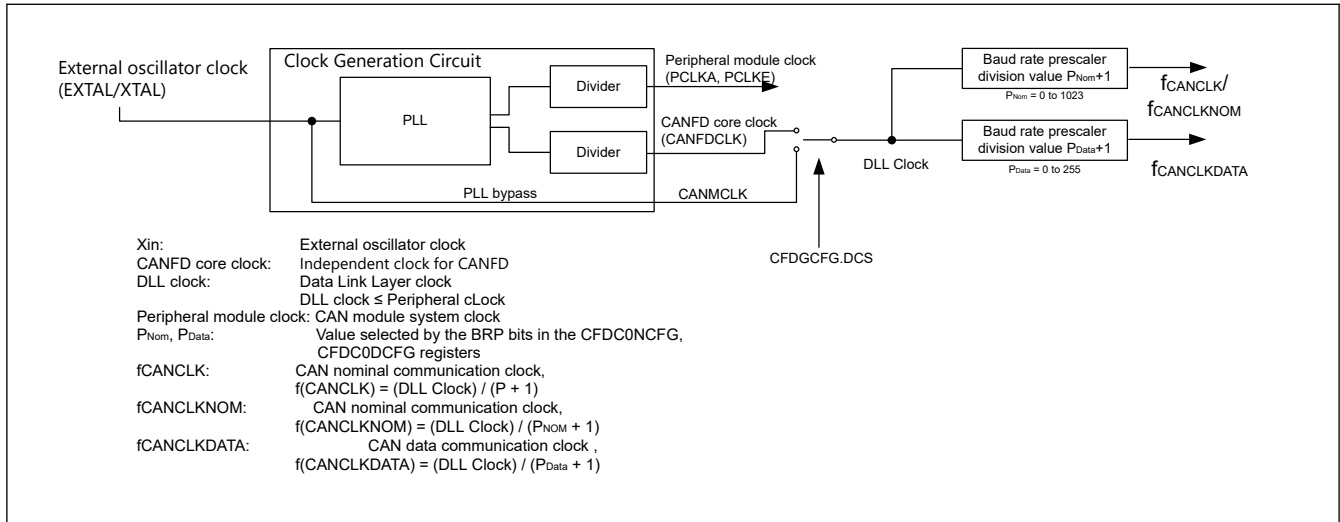 External oscillator clock
(EXTAL/XTAL)
Clock Generation Circuit
PLL
Divider
Divider
Peripheral module clock
(PCLKA, PCLKE)
CANFD core clock
(CANFDCLK)
PLL bypass
CANMCLK
CFDGCFG.DCS
DLL Clock
Baud rate prescaler
division value PNom+1
PNom = 0 to 1023
Baud rate prescaler
division value PData+1
PData = 0 to 255
fCANCLK/
fCANCLKNOM
fCANCLKDATA
Xin: External oscillator clock
CANFD core clock: Independent clock for CANFD
DLL clock: Data Link Layer clock
DLL clock ≤ Peripheral cLock
Peripheral module clock: CAN module system clock
PNom, PData: Value selected by the BRP bits in the CFDC0NCFG,
CFDC0DCFG registers
fCANCLK: CAN nominal communication clock,
f(CANCLK) = (DLL Clock) / (P + 1)
fCANCLKNOM: CAN nominal communication clock,
f(CANCLKNOM) = (DLL Clock) / (PNOM + 1)
fCANCLKDATA: CAN data communication clock ,
f(CANCLKDATA) = (DLL Clock) / (PData + 1)